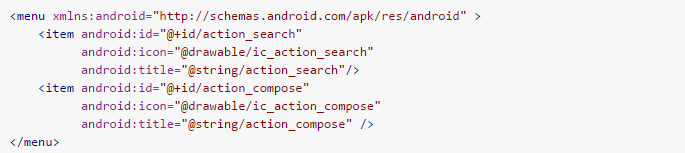 <menu xmlns:android="http://schemas.android.com/apk/res/android" >
    <item android:id="@+id/action_search"
          android:icon="@drawable/ic_action_search"
          android:title="@string/action_search"/>
    <item android:id="@+id/action_compose"
          android:icon="@drawable/ic_action_compose"
          android:title="@string/action_compose" />
</menu>